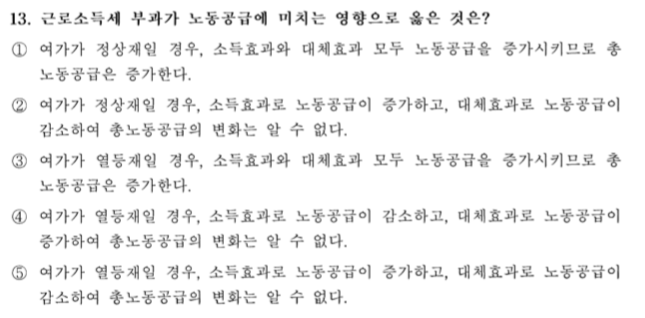 13. 근로소득세 부과가 노동공급에 미치는 영향으로 옳은 것은?
① 여가가 정상재일 경우, 소득효과와 대체효과 모두 노동공급을 증가시키므로 총
노동공급은 증가한다.
② 여가가 정상재일 경우, 소득효과로 노동공급이 증가하고, 대체효과로 노동공급이
감소하여 총노동공급의 변화는 알 수 없다.
③ 여가가 열등재일 경우, 소득효과와 대체효과 모두 노동공급을 증가시키므로 총
노동공급은 증가한다.
④ 여가가 열등재일 경우, 소득효과로 노동공급이 감소하고, 대체효과로 노동공급이
증가하여 총노동공급의 변화는 알 수 없다.
⑤ 여가가 열등재일 경우, 소득효과로 노동공급이 증가하고, 대체효과로 노동공급이
감소하여 총노동공급의 변화는 알 수 없다.